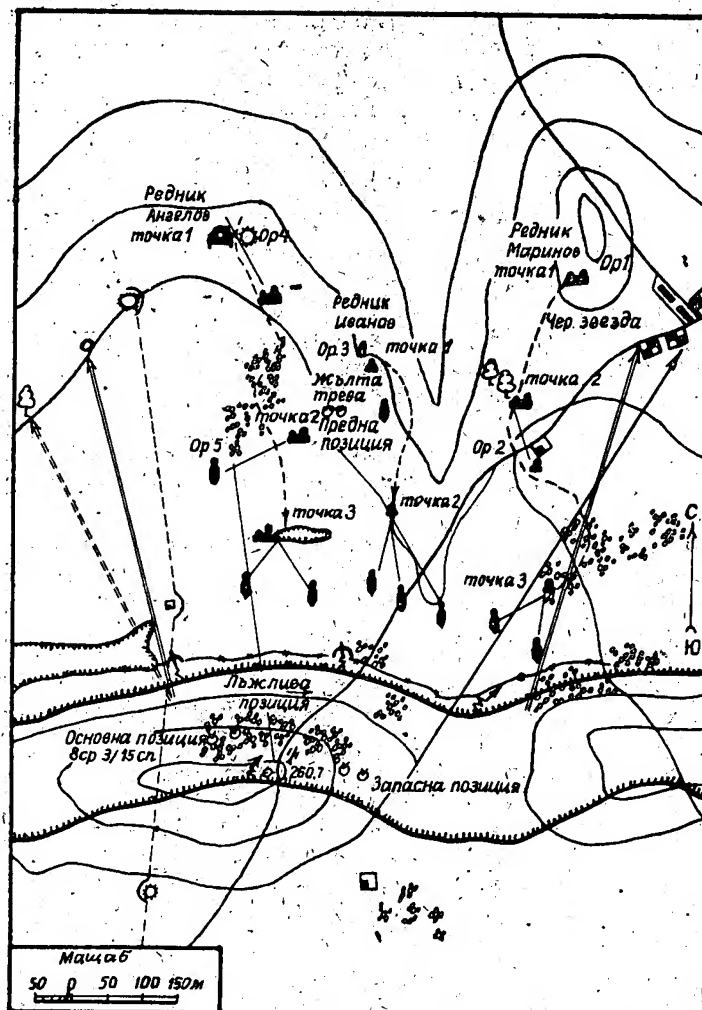 Редник
Ангелов
точка 1
Ор4
Редник
Маринов
точка 1
Ор1
Редник
Иванов
Ор 3
точка 1
Чер. звезда
Жълта
трева
точка 2
точка 2
Предна
позиция
Ор 5
Ор 2
точка 3
точка 2
С
точка 3
Ю
Лъжлива
позиция
Основна позиция
8ср 3/15 сп
260,7
Запасна позиция
Мащаб
50 0 50 100 150м